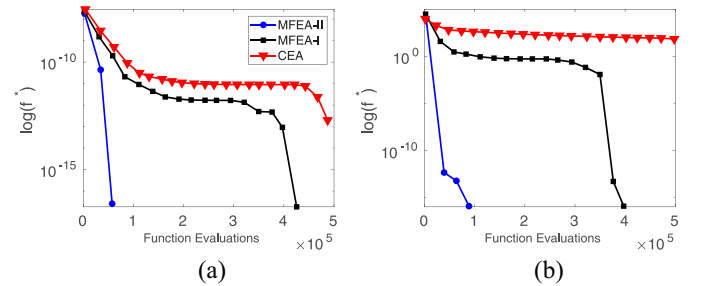 MFEA-II
MFEA-I
CEA
10^-10
10^-15
log(f*)
0 1 2 3 4 5
Function Evaluations
×10^5
(a)
10^0
10^-10
log(f*)
0 1 2 3 4 5
Function Evaluations
×10^5
(b)